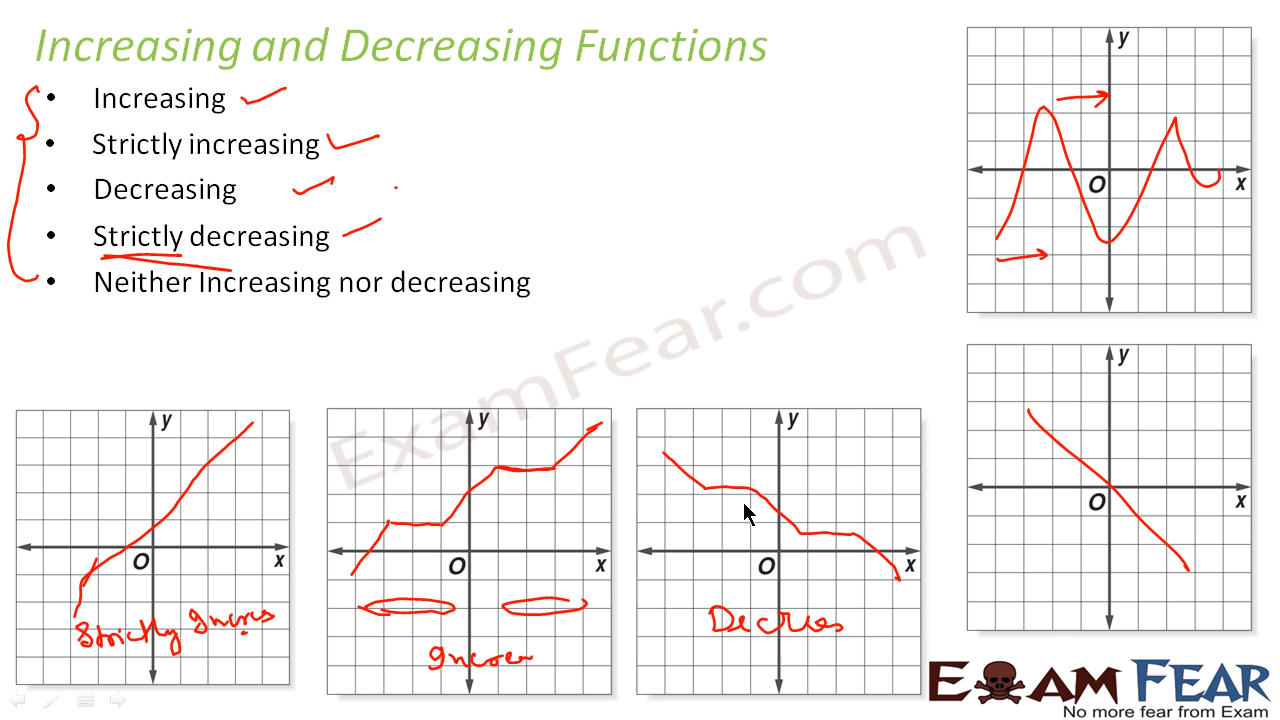 Increasing and Decreasing Functions
• Increasing
• Strictly increasing
• Decreasing
• Strictly decreasing
• Neither Increasing nor decreasing
y
O
x
y
O
x
ExamFear.com
y
O
x
Strictly
y
O
x
y
O
x
EXAM FEAR
No more fear from Exam